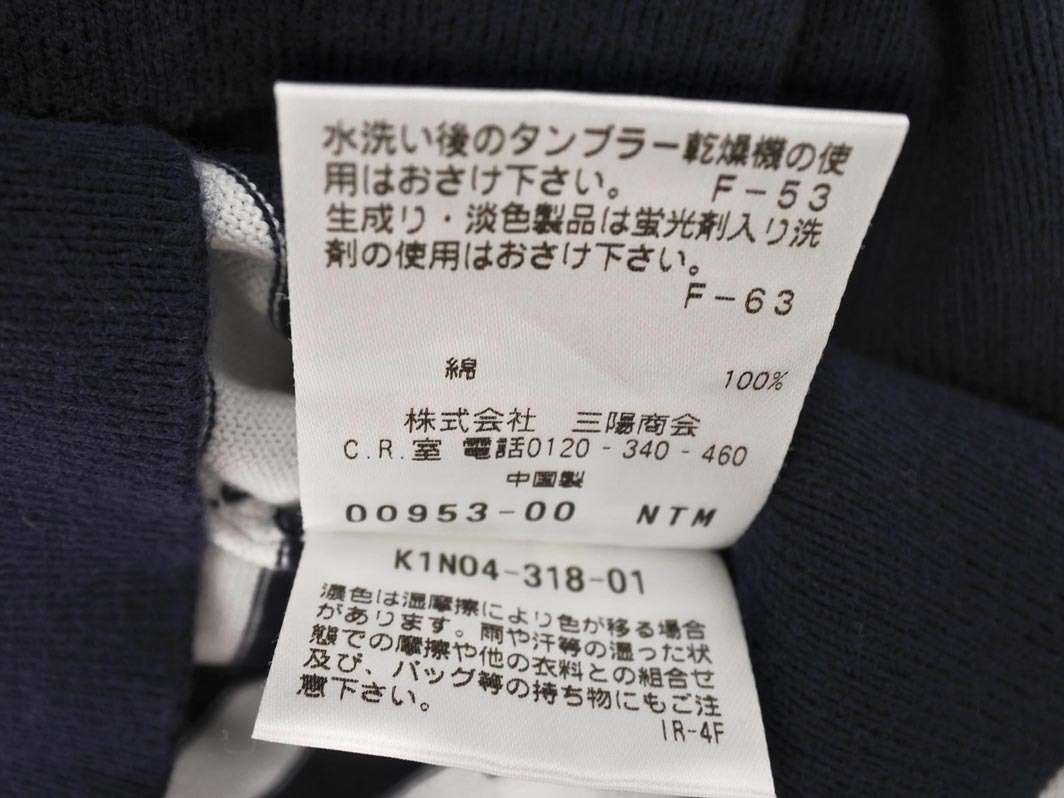 水洗い後のタンブラー乾燥機の使
用はおさけ下さい。 F-53
生成り・淡色製品は蛍光剤入り洗
剤の使用はおさけ下さい。
F-63
綿 100%
株式会社 三陽商会
C.R.室 電話0120-340-460
中国製
00953-00 NTM
K1N04-318-01
濃色は湿摩擦により色が移る場合
があります。雨や汗等の湿った状
態での摩擦や他の衣料との組合せ
及び、バッグ等の持ち物にもご注
意下さい。
IR-4F